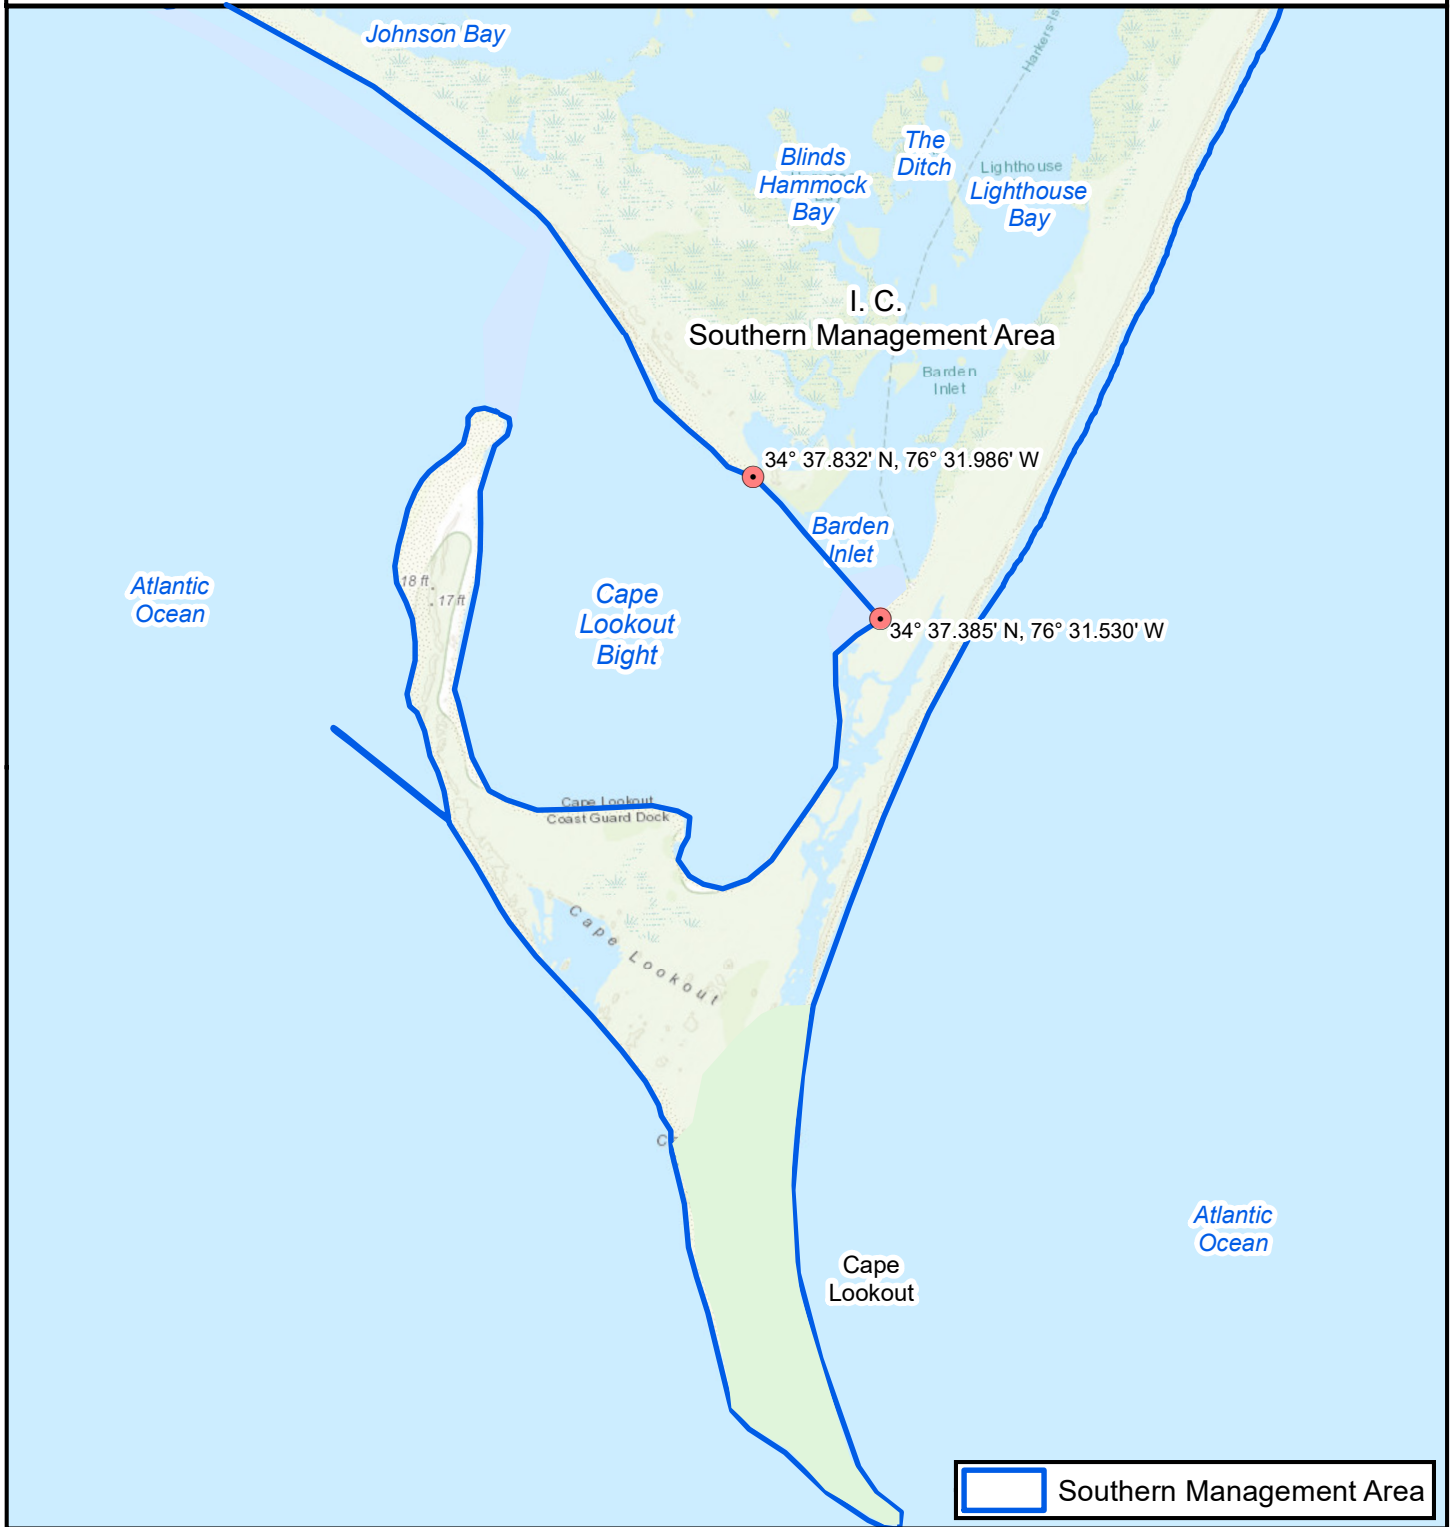 Johnson Bay
Harkers Is
The
Ditch
Blinds
Hammock
Bay
Lighthouse
Lighthouse
Bay
I. C.
Southern Management Area
Barden
Inlet
34° 37.832' N, 76° 31.986' W
Barden
Inlet
18 ft
17 ft
Atlantic
Ocean
Cape
Lookout
Bight
34° 37.385' N, 76° 31.530' W
Cape Lookout
Coast Guard Dock
Cape Lookout
Atlantic
Ocean
Cape
Lookout
Southern Management Area